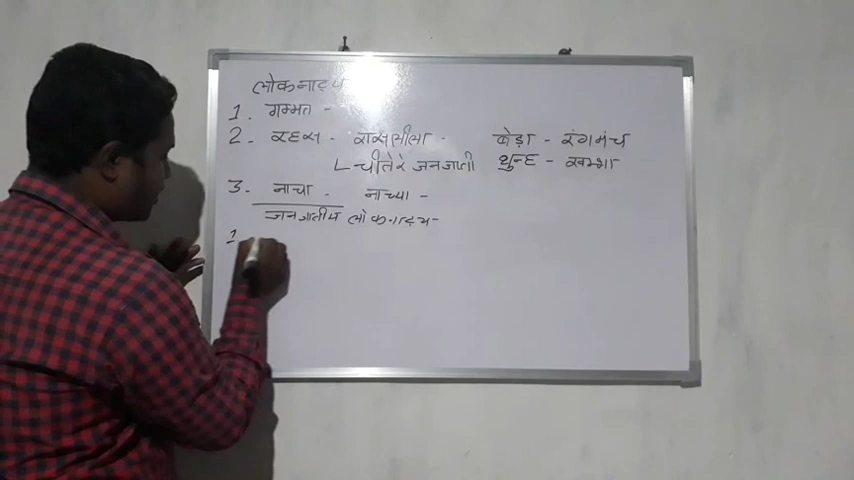 लोकनाट्य
1. गम्मत -
2. रहस - रासलीला - बेड़ा - रंगमंच
चीतेरे जनजाती थुन्ह - खम्भा
3. नाचा - नाच्या -
जनजातीय लोकनाट्य -
1.